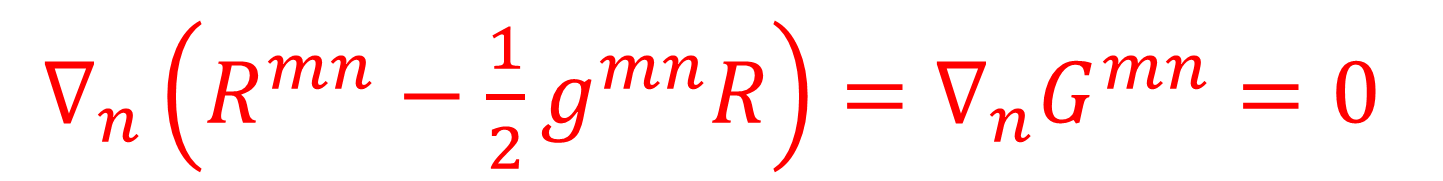 ∇ₙ(Rᵐⁿ − ½gᵐⁿR) = ∇ₙGᵐⁿ = 0